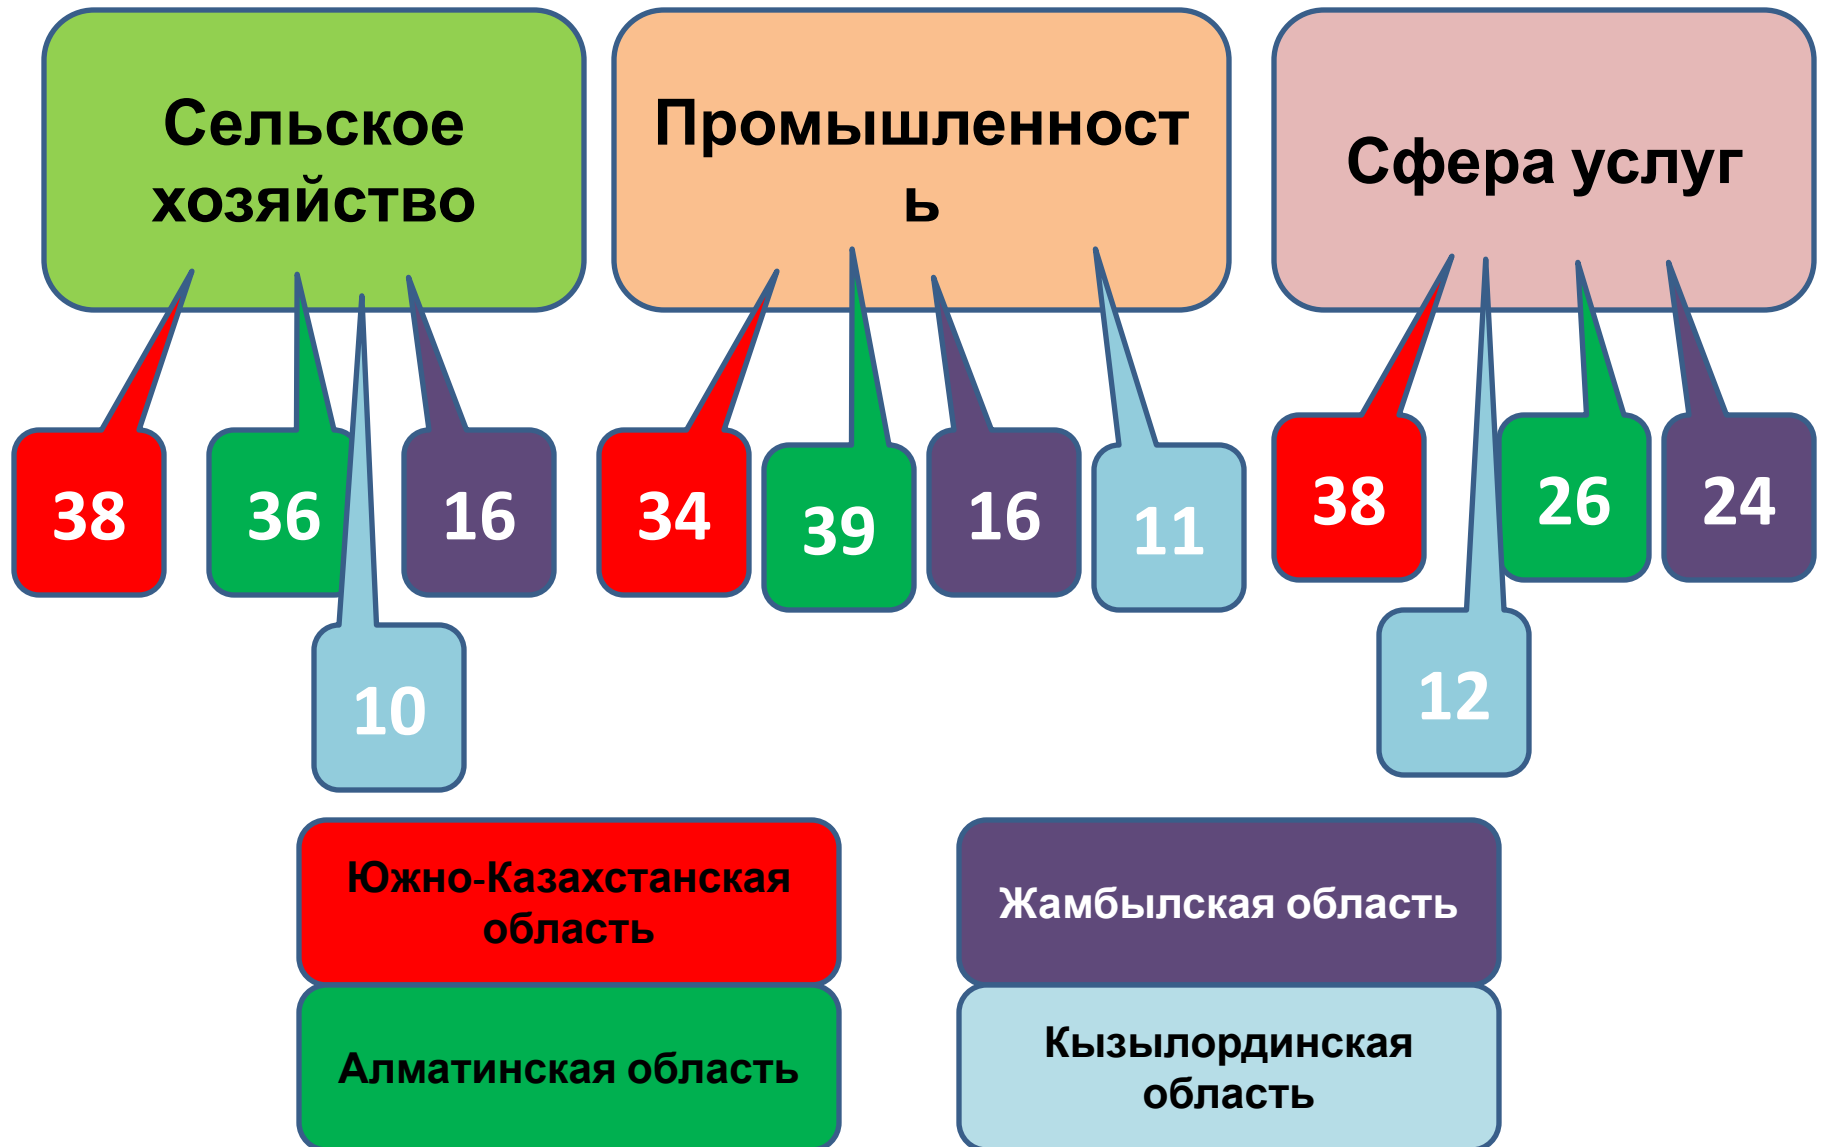 Сельское
хозяйство
Промышленност
ь
Сфера услуг
38
36
16
10
34
39
16
11
38
26
24
12
Южно-Казахстанская
область
Жамбылская область
Алматинская область
Кызылординская
область